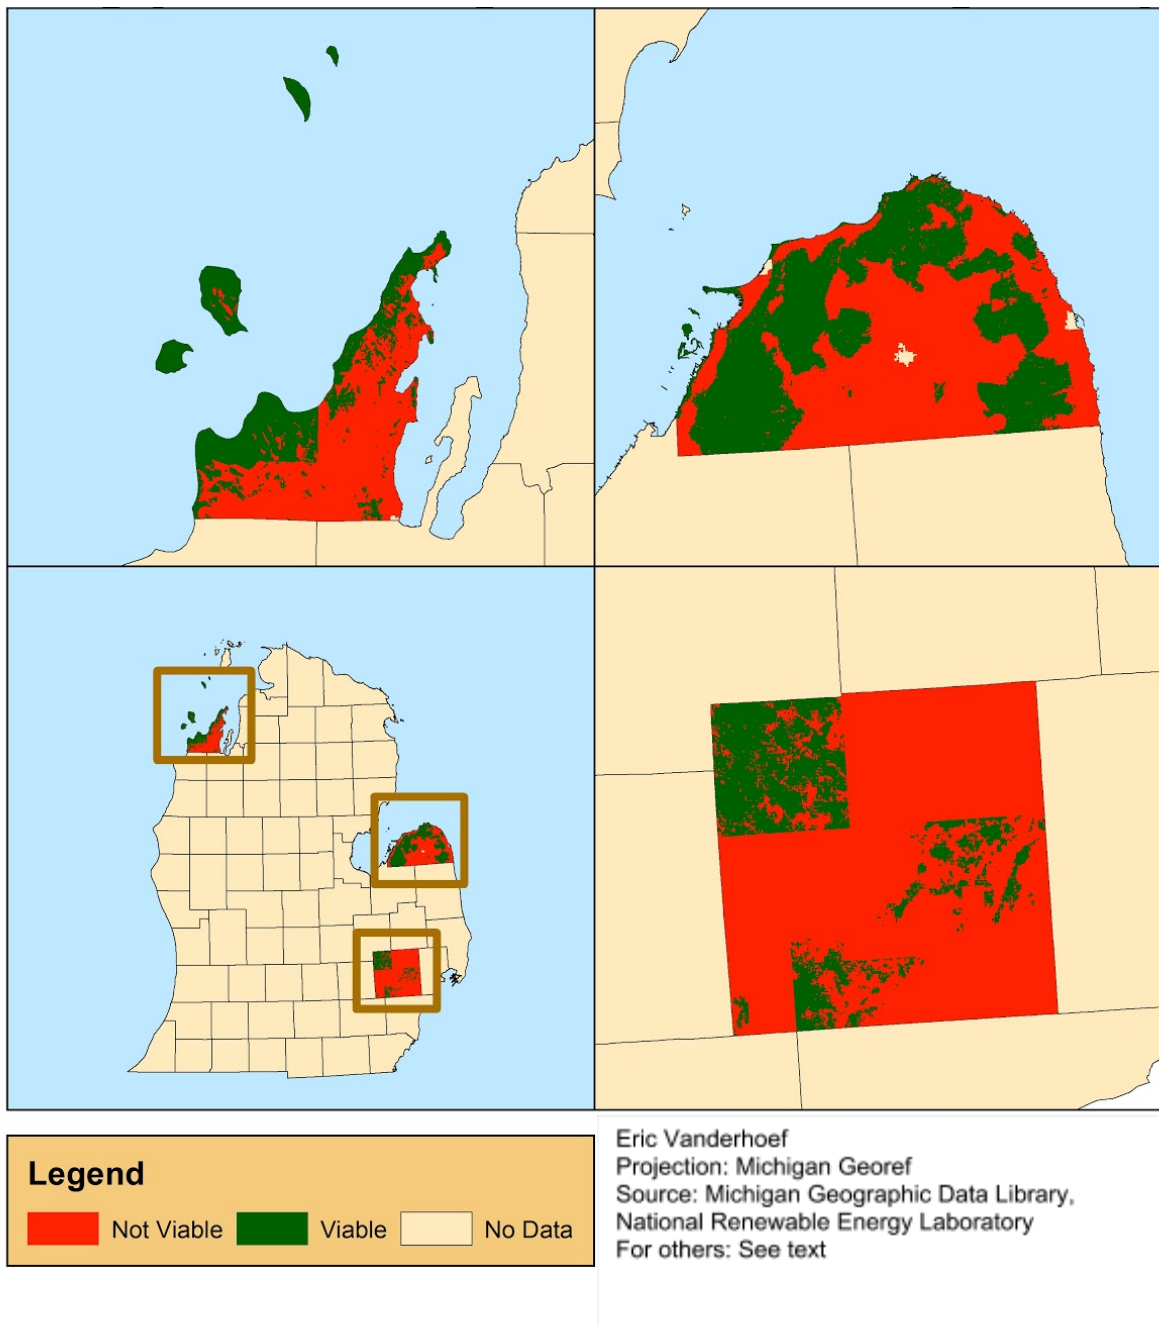 Legend
Not Viable
Viable
No Data
Eric Vanderhoef
Projection: Michigan Georef
Source: Michigan Geographic Data Library,
National Renewable Energy Laboratory
For others: See text